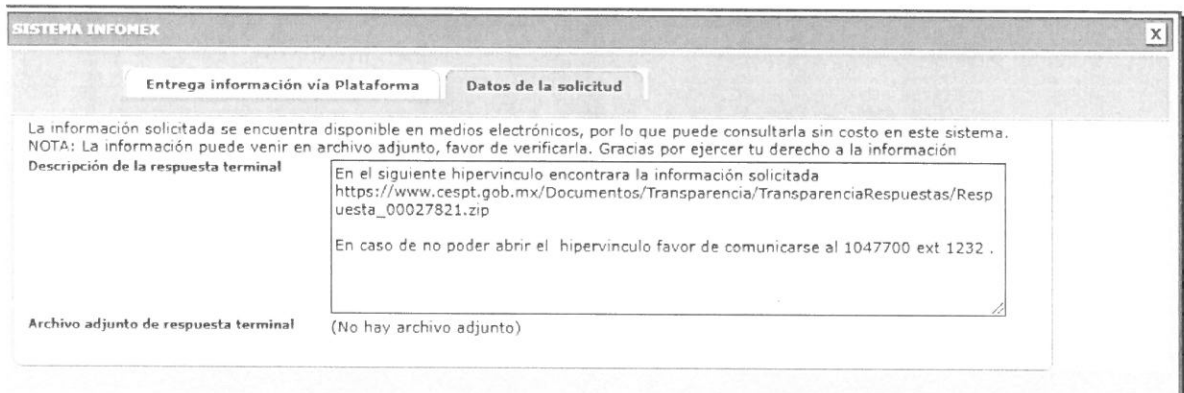 SISTEMA INFOMEX
X
Entrega información vía Plataforma
Datos de la solicitud
La información solicitada se encuentra disponible en medios electrónicos, por lo que puede consultarla sin costo en este sistema.
NOTA: La información puede venir en archivo adjunto, favor de verificarla. Gracias por ejercer tu derecho a la información
Descripción de la respuesta terminal
En el siguiente hipervinculo encontrara la información solicitada
https://www.cespt.gob.mx/Documentos/Transparencia/TransparenciaRespuestas/Resp
uesta_00027821.zip
En caso de no poder abrir el  hipervinculo favor de comunicarse al 1047700 ext 1232 .
Archivo adjunto de respuesta terminal
(No hay archivo adjunto)